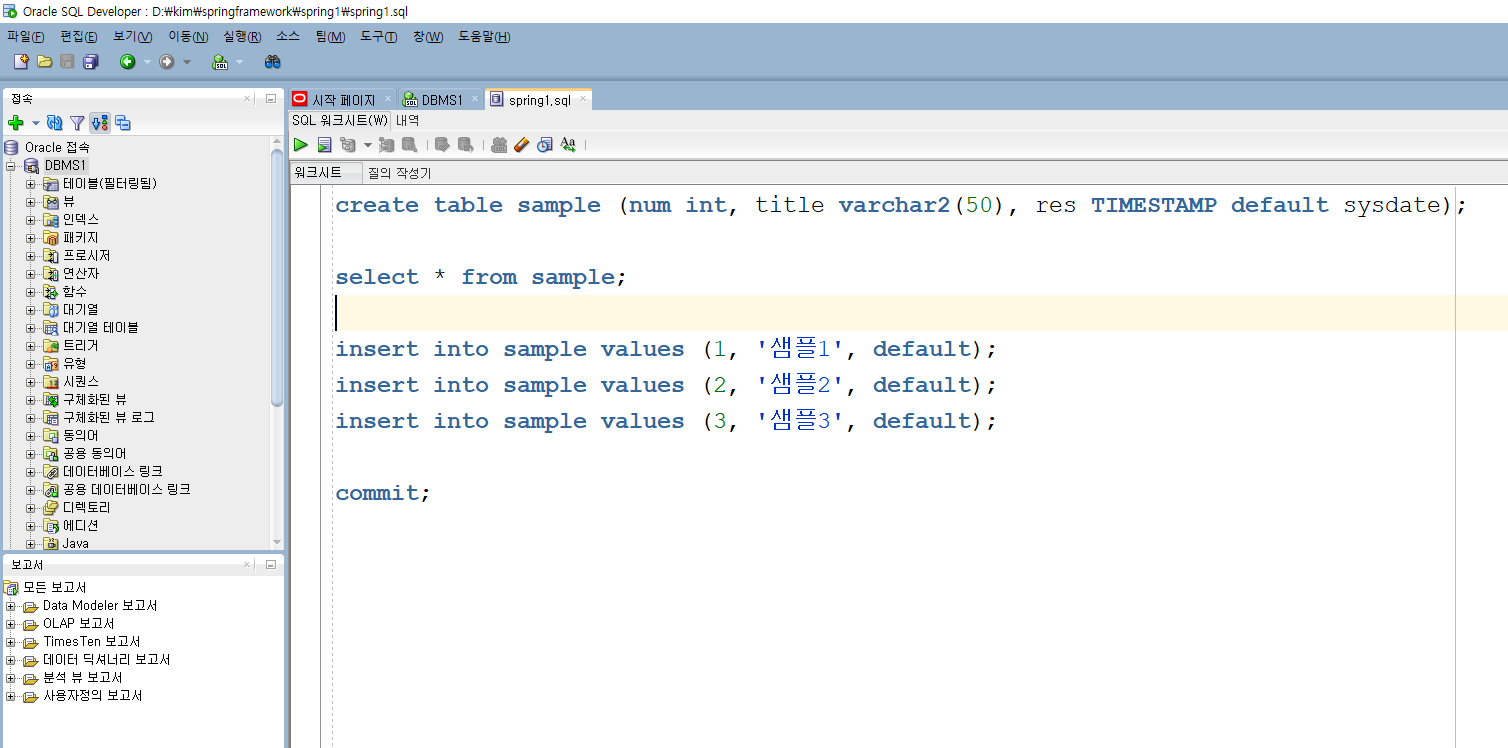 Oracle SQL Developer : D:₩kim₩springframework₩spring1₩spring1.sql
파일(F) 편집(E) 보기(V) 이동(N) 실행(R) 소스 팀(M) 도구(T) 창(W) 도움말(H)
접속
Oracle 접속
DBMS1
테이블(필터링됨)
뷰
인덱스
패키지
프로시저
연산자
함수
대기열
대기열 테이블
트리거
유형
시퀀스
구체화된 뷰
구체화된 뷰 로그
동의어
공용 동의어
데이터베이스 링크
공용 데이터베이스 링크
디렉토리
에디션
Java
보고서
모든 보고서
Data Modeler 보고서
OLAP 보고서
TimesTen 보고서
데이터 딕셔너리 보고서
분석 뷰 보고서
사용자정의 보고서
시작 페이지 DBMS1 spring1.sql
SQL 워크시트(W) 내역
워크시트 질의 작성기
create table sample (num int, title varchar2(50), res TIMESTAMP default sysdate);
select * from sample;
insert into sample values (1, '샘플1', default);
insert into sample values (2, '샘플2', default);
insert into sample values (3, '샘플3', default);
commit;